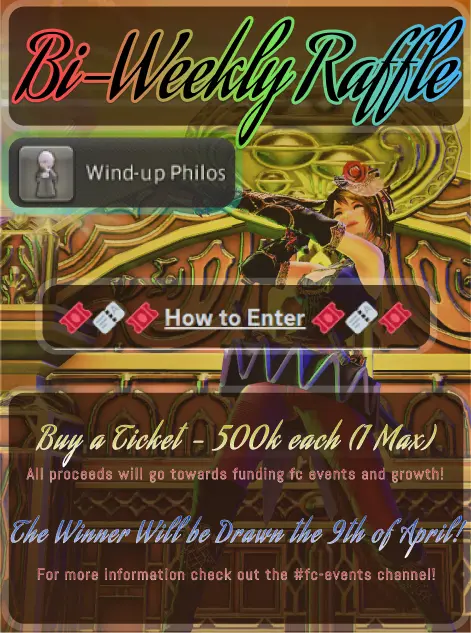 Bi-Weekly Raffle
Wind-up Philos
How to Enter
Buy a Ticket - 500k each (1 Max)
All proceeds will go towards funding fc events and growth!
The Winner Will be Drawn the 9th of April!
For more information check out the #fc-events channel!